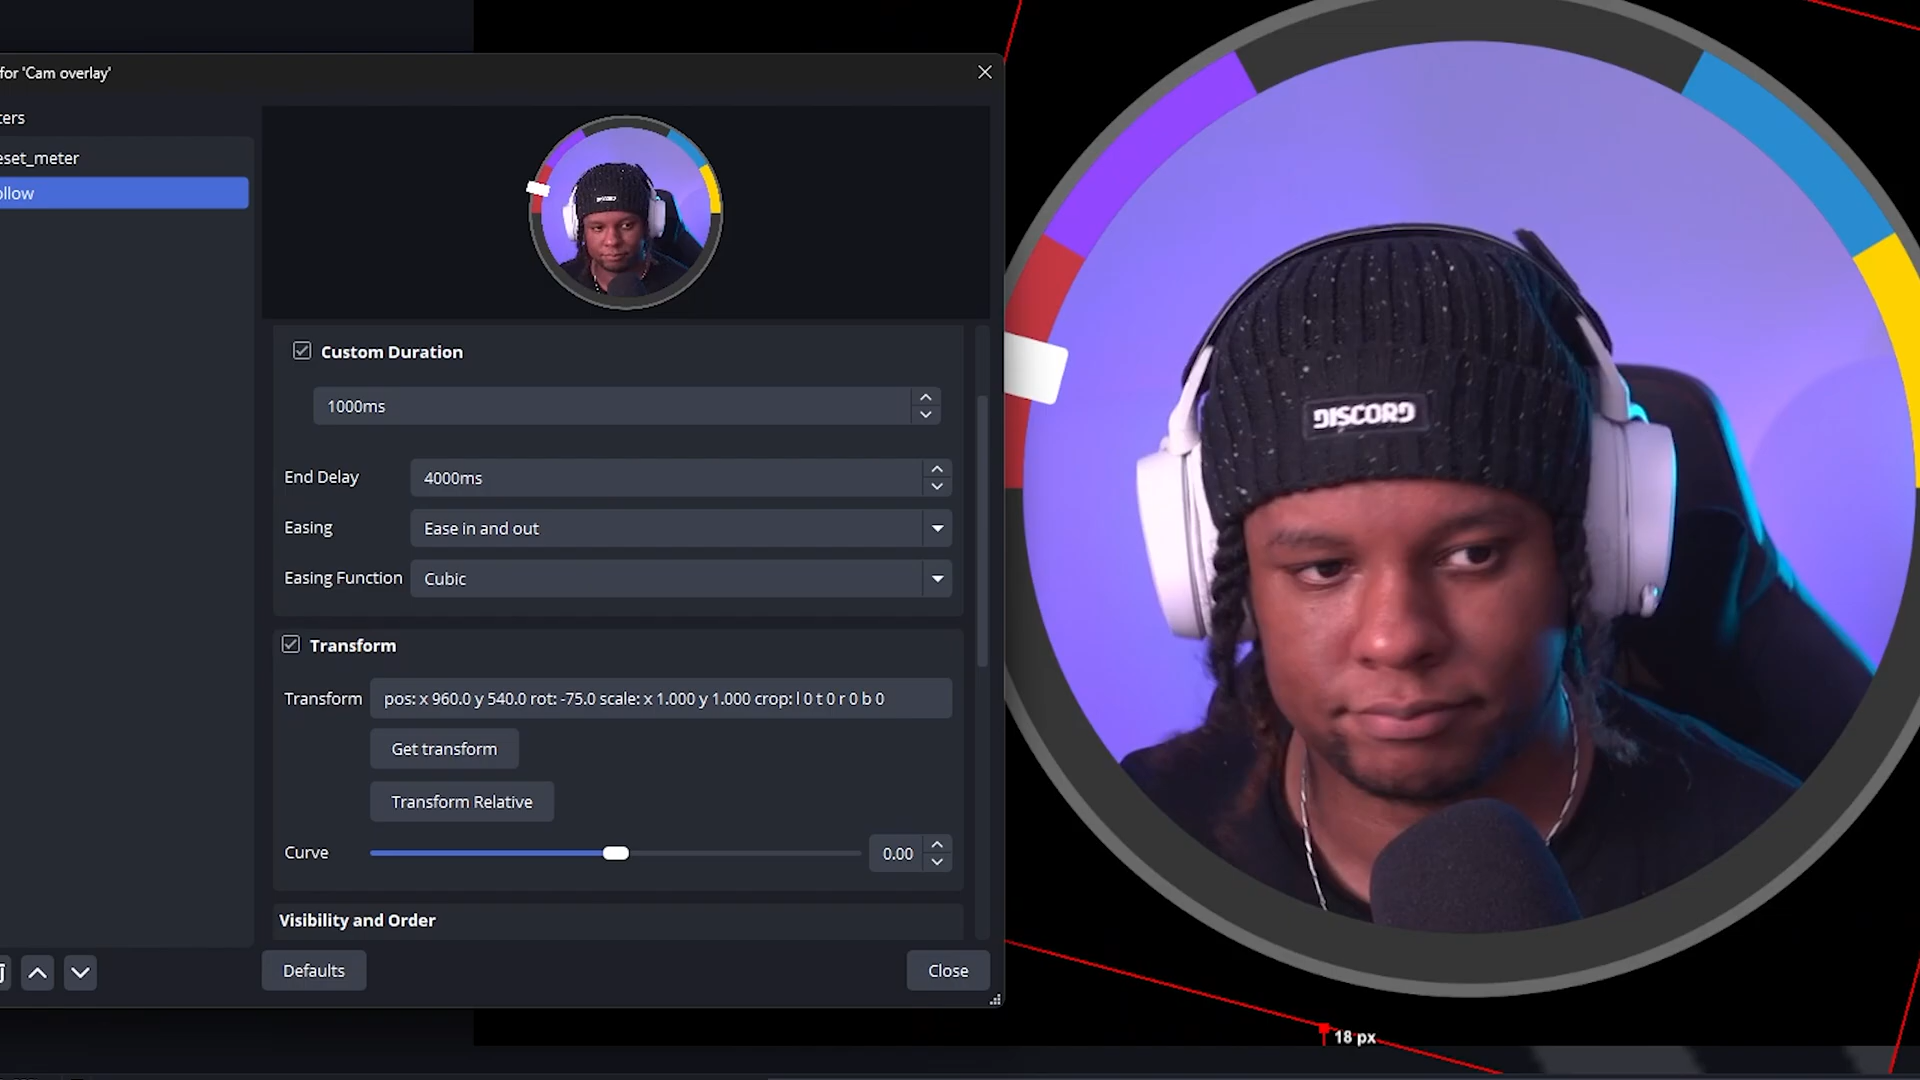 for 'Cam overlay'
ters
eset_meter
ollow
Custom Duration
1000ms
End Delay
4000ms
Easing
Ease in and out
Easing Function
Cubic
Transform
Transform
pos: x 960.0 y 540.0 rot: -75.0 scale: x 1.000 y 1.000 crop: l 0 t 0 r 0 b 0
Get transform
Transform Relative
Curve
0.00
Visibility and Order
Defaults
Close
DISCORD
18 px